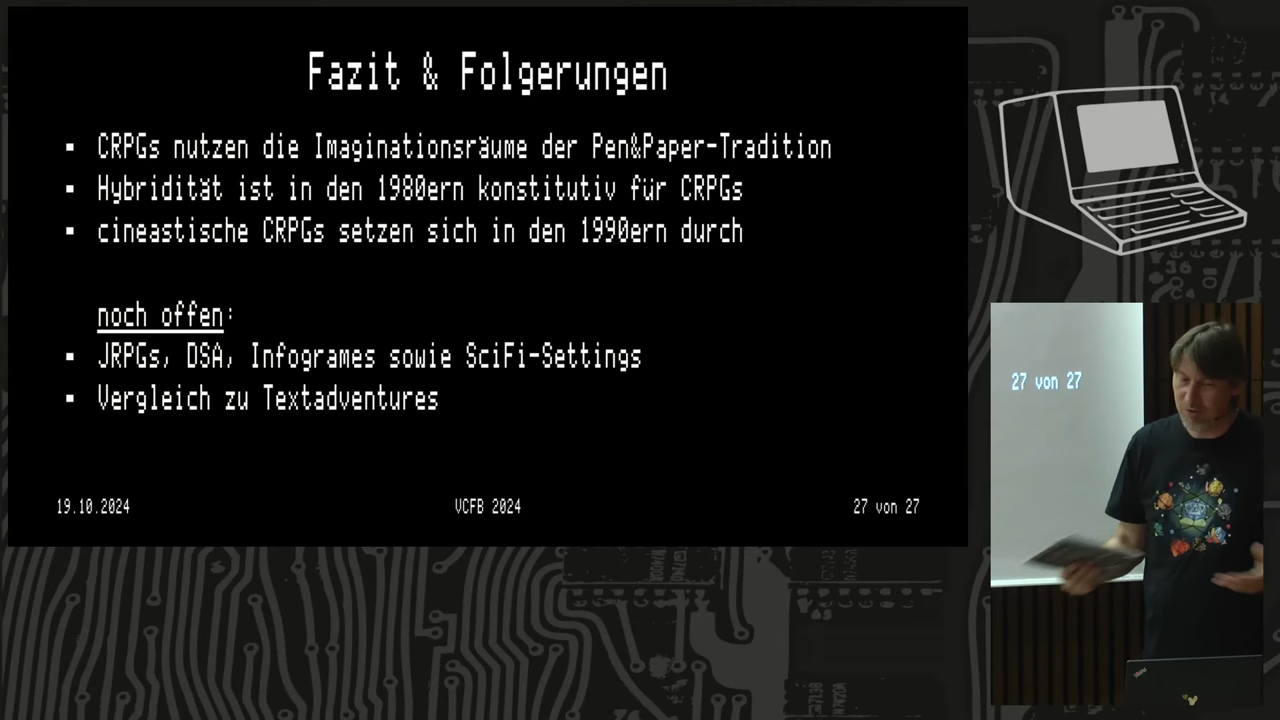 Fazit & Folgerungen
▪ CRPGs nutzen die Imaginationsräume der Pen&Paper-Tradition
▪ Hybridität ist in den 1980ern konstitutiv für CRPGs
▪ cineastische CRPGs setzen sich in den 1990ern durch
noch offen:
▪ JRPGs, DSA, Infogrames sowie SciFi-Settings
▪ Vergleich zu Textadventures
19.10.2024
VCFB 2024
27 von 27
27 von 27
36